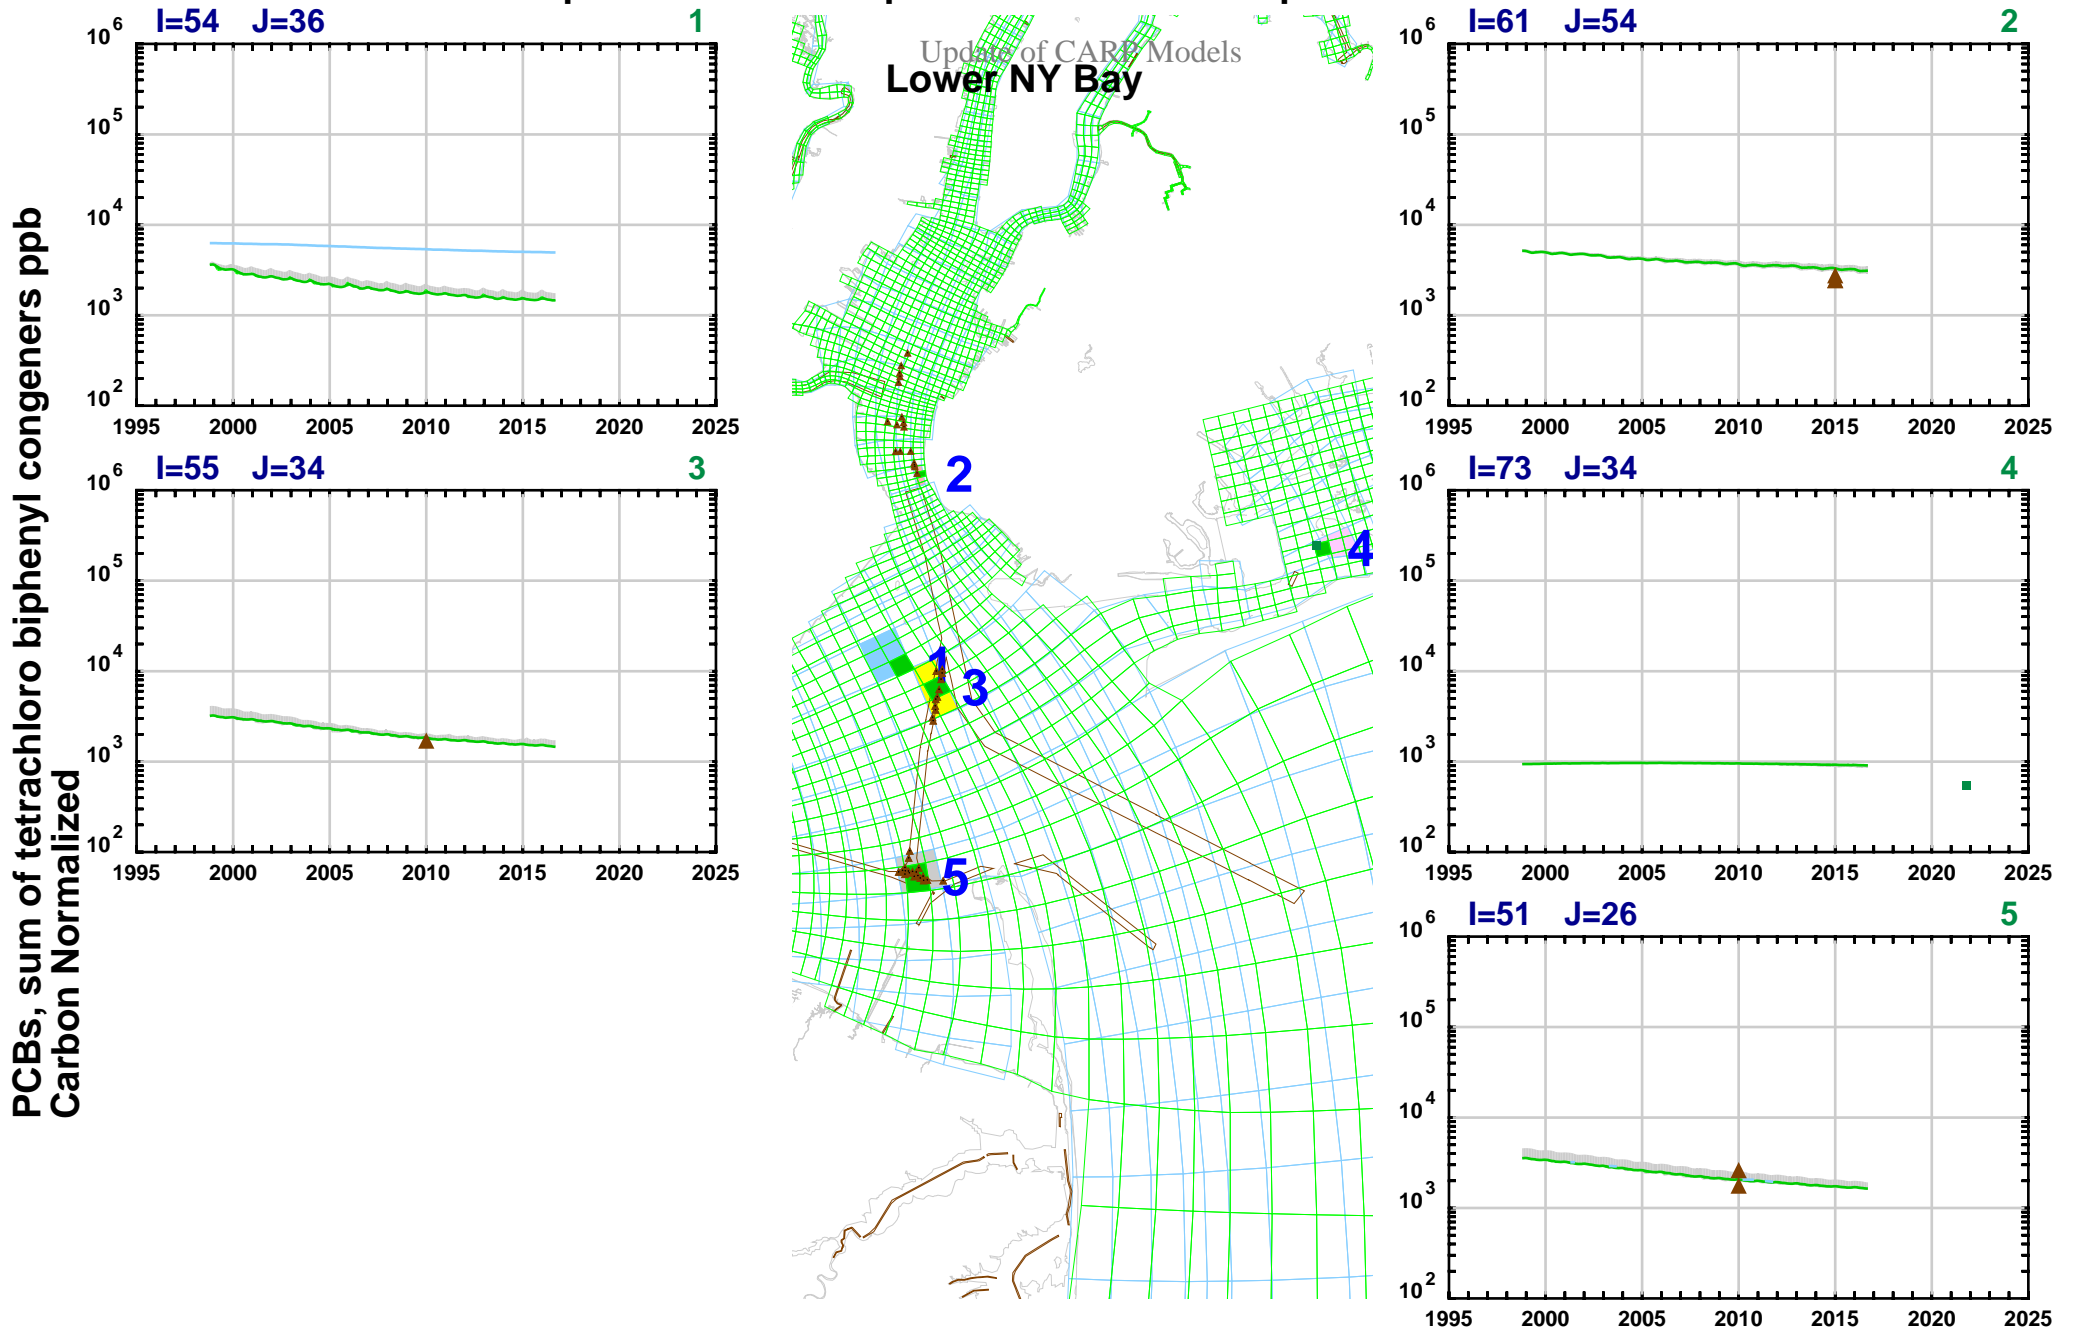 Update of CARP Models
Lower NY Bay
PCBs, sum of tetrachloro biphenyl congeners ppb
Carbon Normalized
I=54 J=36 1
10^6
10^5
10^4
10^3
10^2
1995 2000 2005 2010 2015 2020 2025
I=55 J=34 3
10^6
10^5
10^4
10^3
10^2
1995 2000 2005 2010 2015 2020 2025
2
4
1
3
5
I=61 J=54 2
10^6
10^5
10^4
10^3
10^2
1995 2000 2005 2010 2015 2020 2025
I=73 J=34 4
10^6
10^5
10^4
10^3
10^2
1995 2000 2005 2010 2015 2020 2025
I=51 J=26 5
10^6
10^5
10^4
10^3
10^2
1995 2000 2005 2010 2015 2020 2025